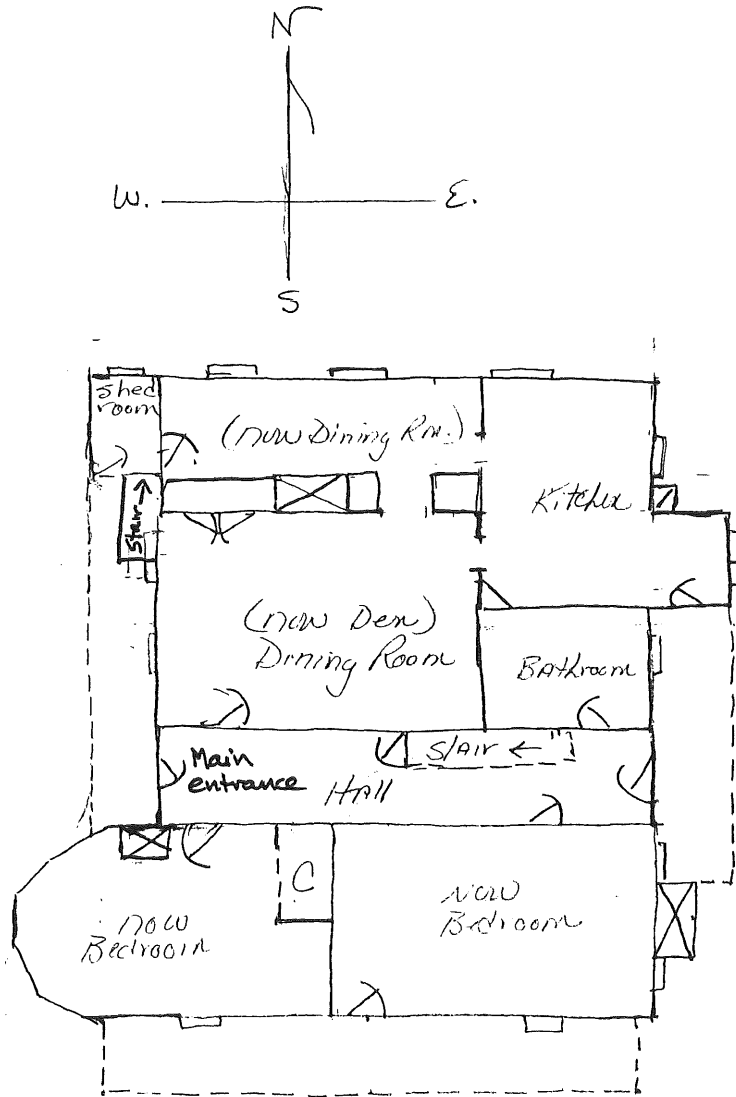 N
W.
E.
S
Shed
room
(now Dining Rm.)
Stair→
Kitchen
(now Den)
Dining Room
Bathroom
Main
entrance
Stair ←
Hall
C
now
Bedroom
Now
Bedroom